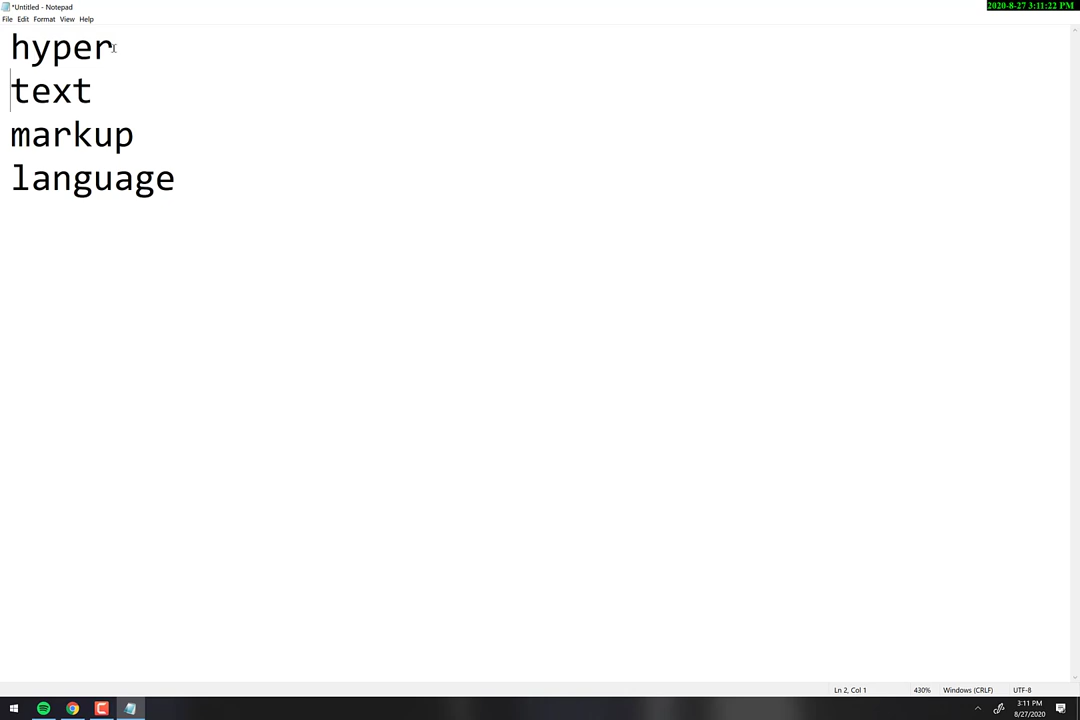 *Untitled - Notepad
2020-8-27 3:11:22 PM
File Edit Format View Help
hyper
text
markup
language
Ln 2, Col 1 430% Windows (CRLF) UTF-8
3:11 PM
8/27/2020